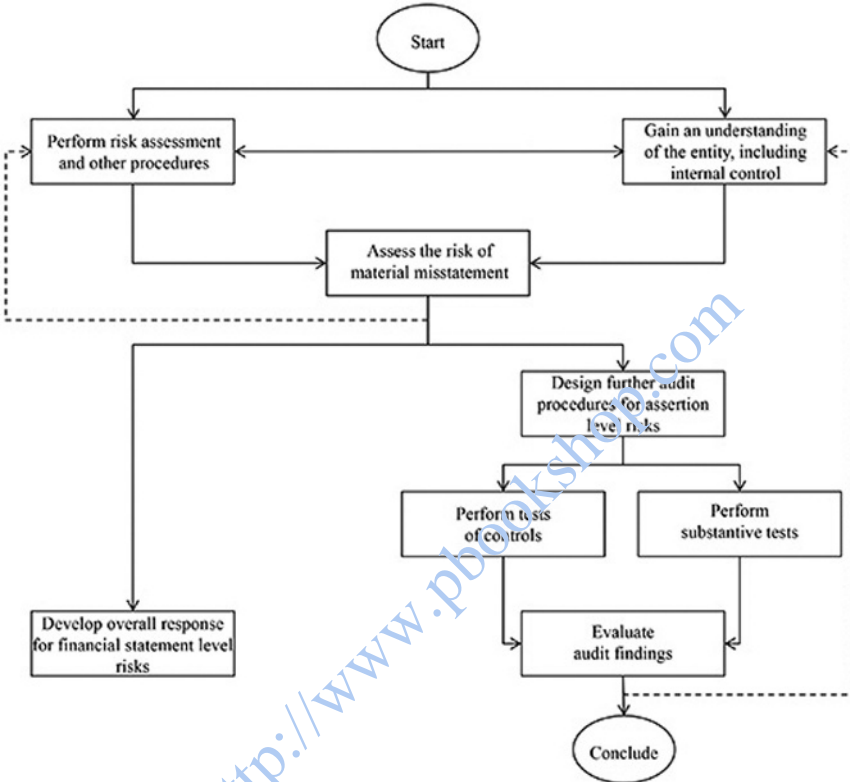 Start
Perform risk assessment
and other procedures
Gain an understanding
of the entity, including
internal control
Assess the risk of
material misstatement
Design further audit
procedures for assertion
level risks
Perform tests
of controls
Perform
substantive tests
Develop overall response
for financial statement level
risks
Evaluate
audit findings
Conclude
ttp://www.pbookshop.com